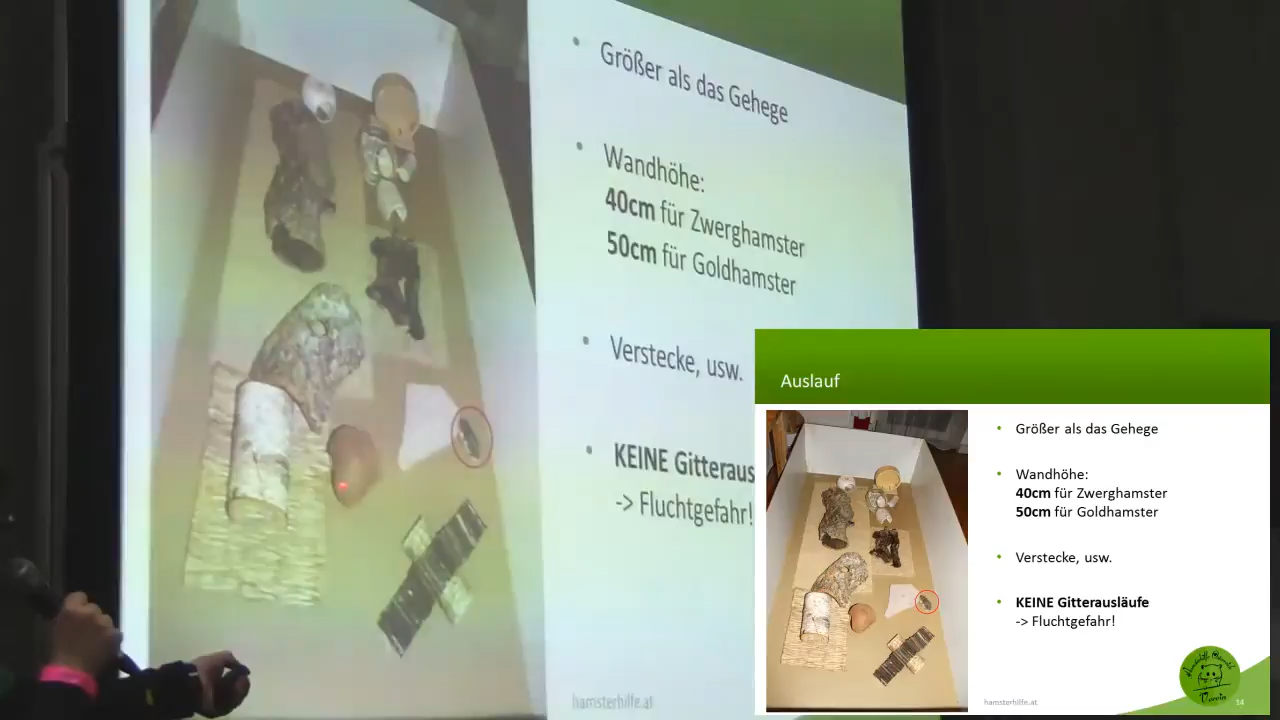 Größer als das Gehege
Wandhöhe:
40cm für Zwerghamster
50cm für Goldhamster
Verstecke, usw.
KEINE Gitteraus
-> Fluchtgefahr!
hamsterhilfe.at
Auslauf
Größer als das Gehege
Wandhöhe:
40cm für Zwerghamster
50cm für Goldhamster
Verstecke, usw.
KEINE Gitterausläufe
-> Fluchtgefahr!
hamsterhilfe.at
Verein
14